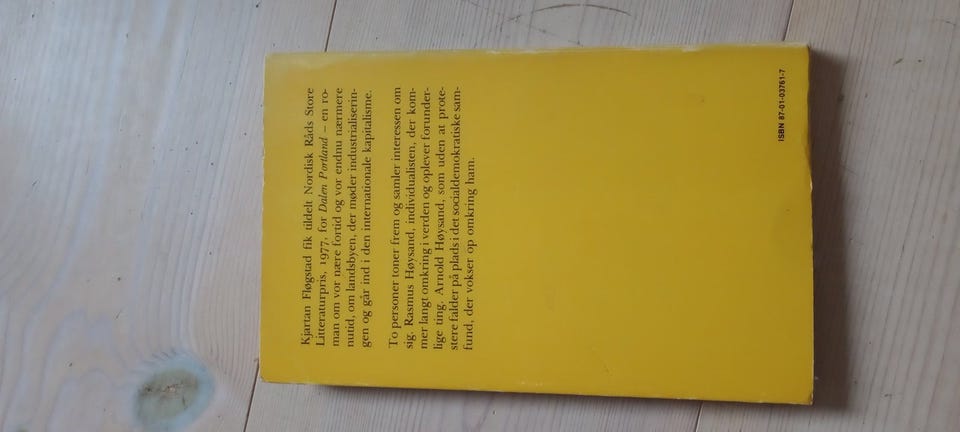 Kjartan Fløgstad fik tildelt Nordisk Råds Store
Litteraturpris, 1977, for Dalen Portland – en ro-
man om vor nære fortid og vor endnu nærmere
nutid, om landsbyen, der møder industrialiserin-
gen og går ind i den internationale kapitalisme.
To personer toner frem og samler interessen om
sig. Rasmus Høysand, individualisten, der kom-
mer langt omkring i verden og oplever forunder-
lige ting. Arnold Høysand, som uden at prote-
stere falder på plads i det socialdemokratiske sam-
fund, der vokser op omkring ham.
ISBN 87-01-03761-7